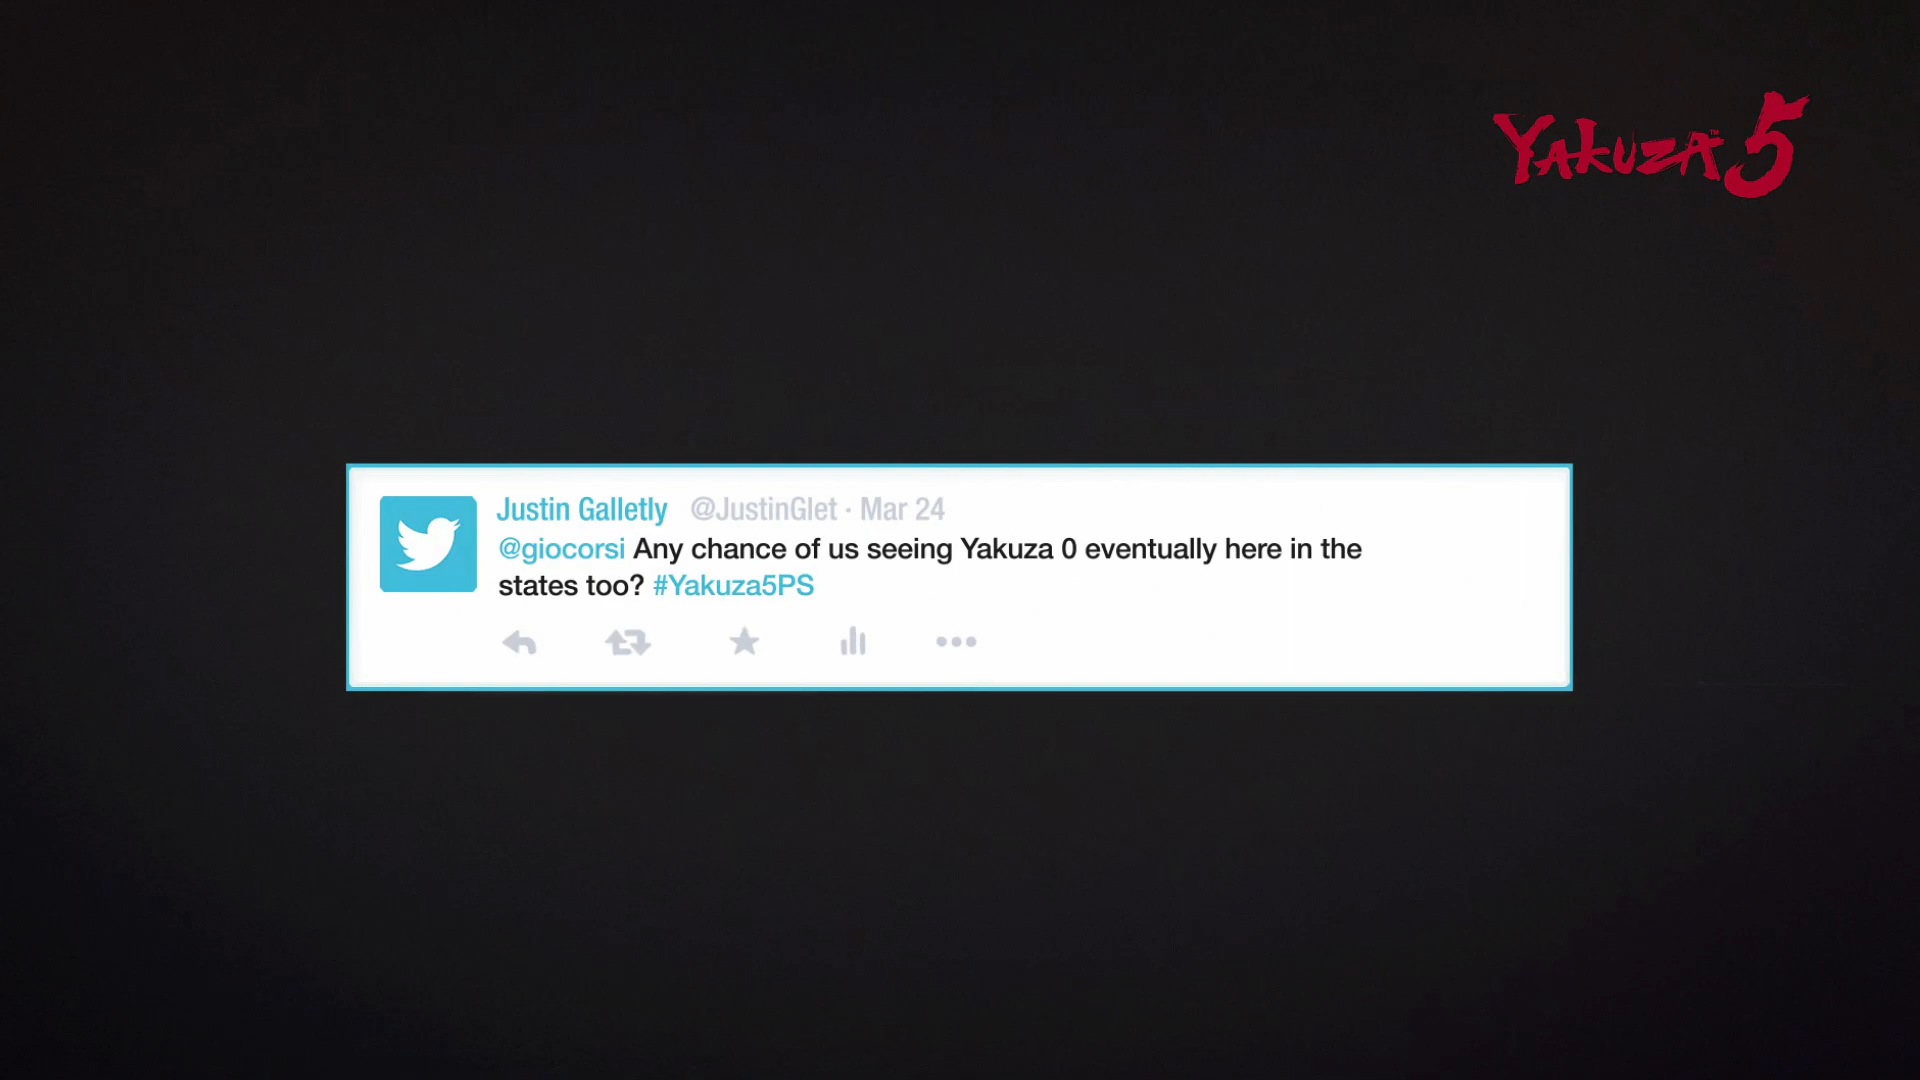 Yakuza™ 5
Justin Galletly @JustinGlet · Mar 24
@giocorsi Any chance of us seeing Yakuza 0 eventually here in the
states too? #Yakuza5PS